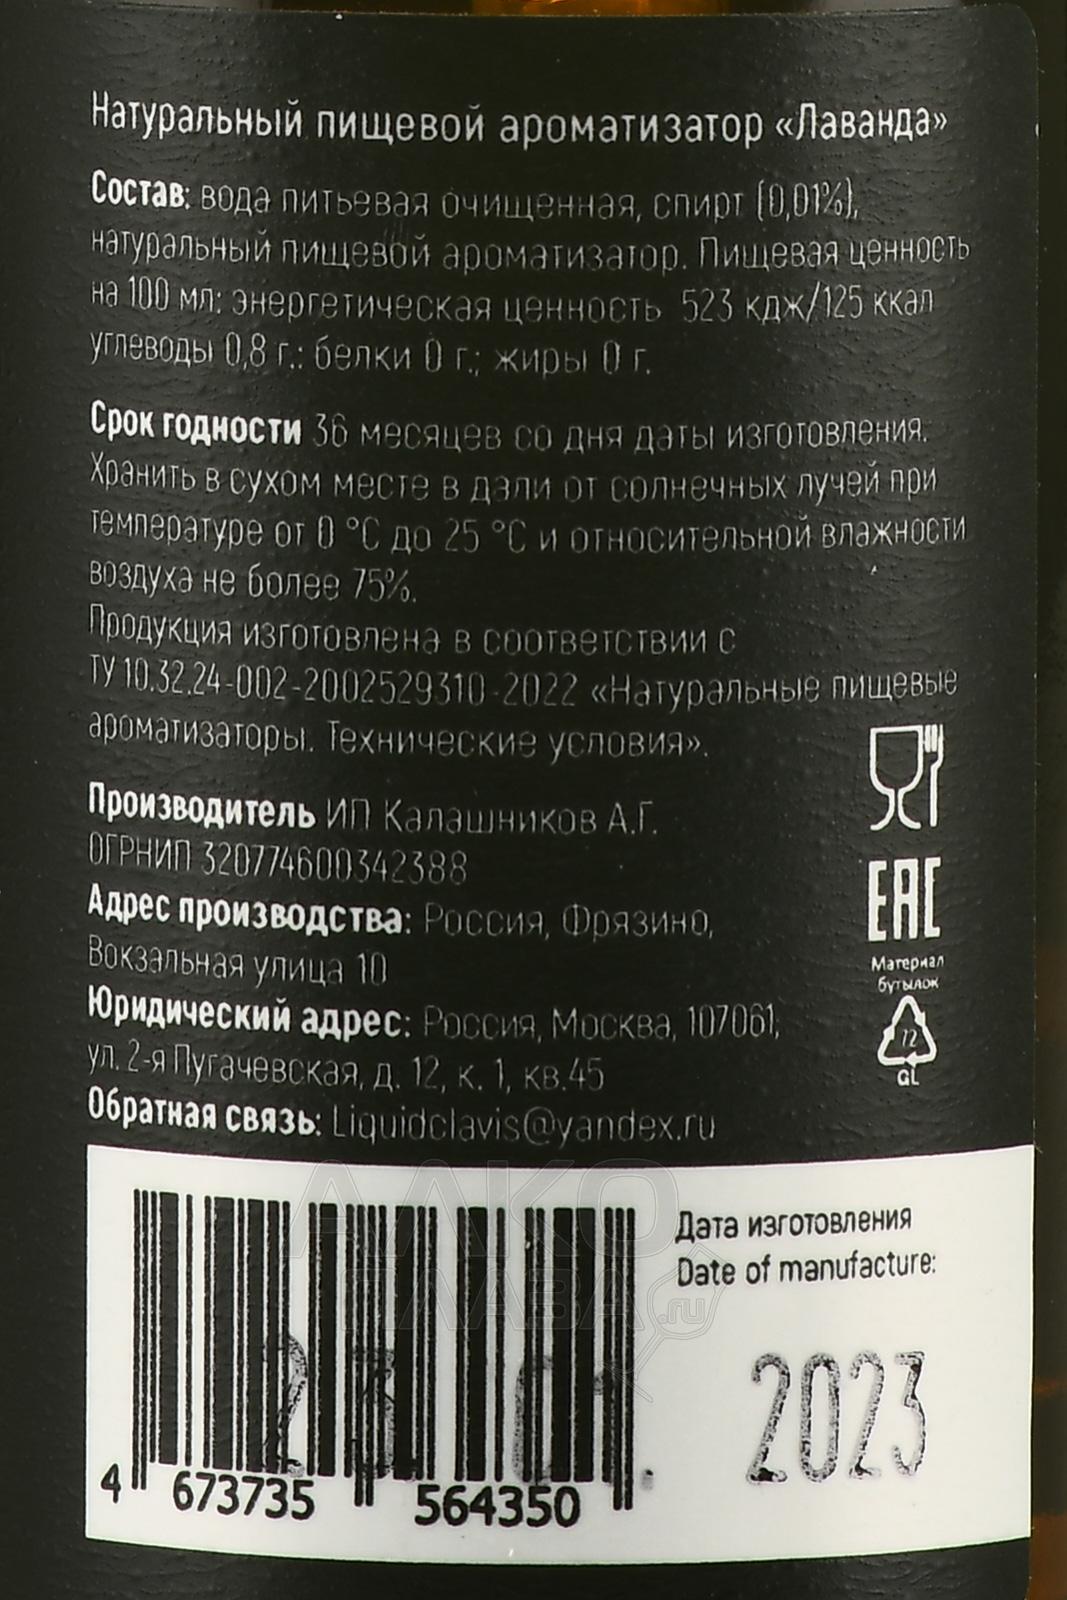 Натуральный пищевой ароматизатор «Лаванда»
Состав: вода питьевая очищенная, спирт (0,01%),
натуральный пищевой ароматизатор. Пищевая ценность
на 100 мл: энергетическая ценность 523 кдж/125 ккал
углеводы 0,8 г.: белки 0 г.; жиры 0 г.
Срок годности 36 месяцев со дня даты изготовления.
Хранить в сухом месте в дали от солнечных лучей при
температуре от 0 °С до 25 °С и относительной влажности
воздуха не более 75%.
Продукция изготовлена в соответствии с
ТУ 10.32.24-002-2002529310-2022 «Натуральные пищевые
ароматизаторы. Технические условия».
Производитель ИП Калашников А.Г.
ОГРНИП 320774600342388
Адрес производства: Россия, Фрязино,
Вокзальная улица 10
Юридический адрес: Россия, Москва, 107061,
ул. 2-я Пугачевская, д. 12, к. 1, кв.45
Обратная связь: Liquidclavis@yandex.ru
EAC
Материал
бутылок
72
GL
Дата изготовления
Date of manufacture:
2023
4 673735 564350
АЛКО
ПЛАЗА.ru